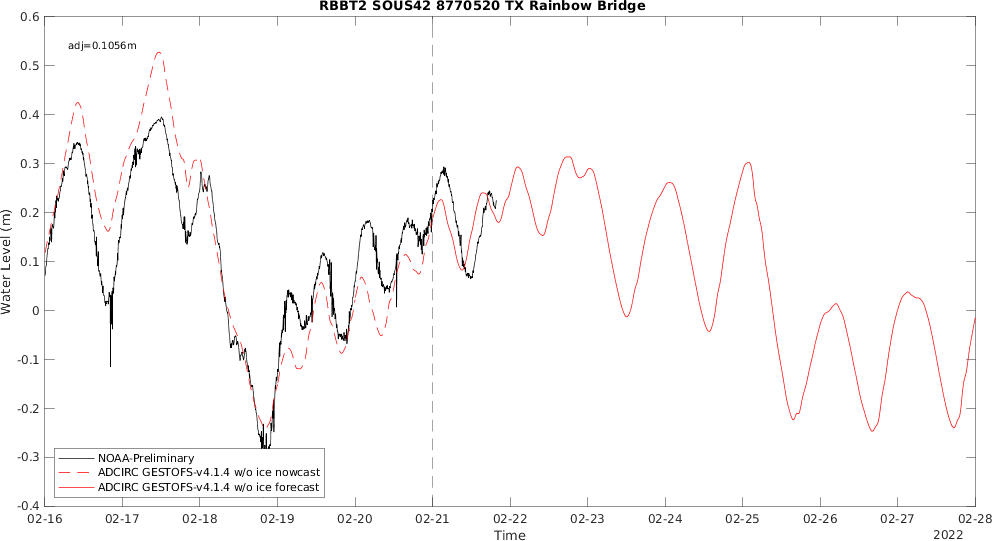 RBBT2 SOUS42 8770520 TX Rainbow Bridge
adj=0.1056m
0.6
0.5
0.4
0.3
0.2
0.1
0
-0.1
-0.2
-0.3
-0.4
Water Level (m)
NOAA-Preliminary
ADCIRC GESTOFS-v4.1.4 w/o ice nowcast
ADCIRC GESTOFS-v4.1.4 w/o ice forecast
02-16 02-17 02-18 02-19 02-20 02-21 02-22 02-23 02-24 02-25 02-26 02-27 02-28
Time
2022